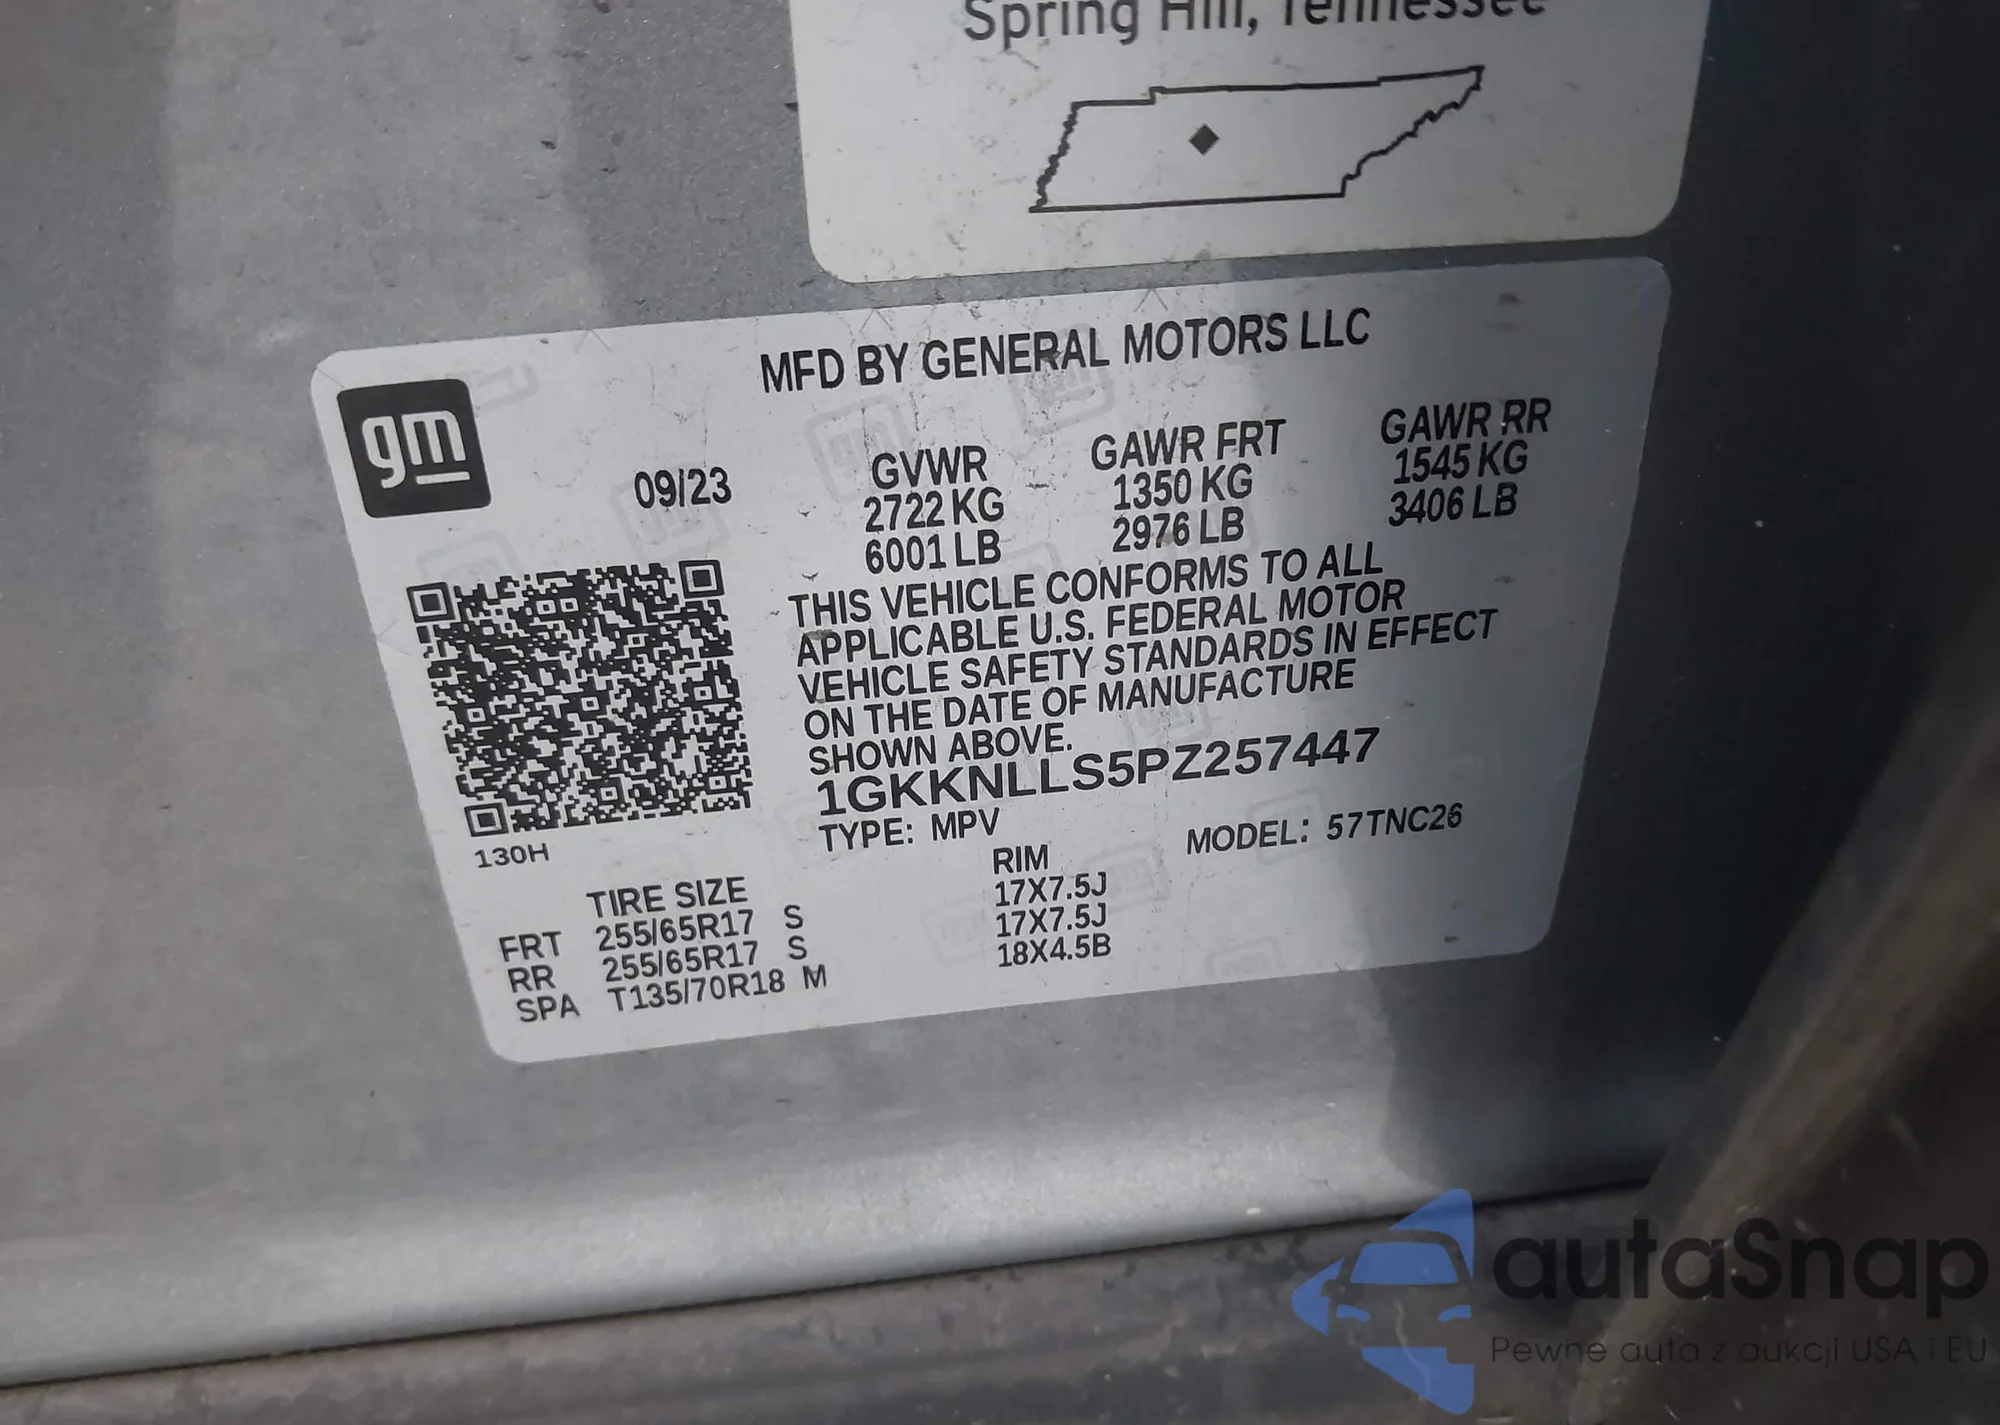 Spring Hill, Tennessee
MFD BY GENERAL MOTORS LLC
gm
09/23
GVWR GAWR FRT GAWR RR
2722 KG 1350 KG 1545 KG
6001 LB 2976 LB 3406 LB
THIS VEHICLE CONFORMS TO ALL
APPLICABLE U.S. FEDERAL MOTOR
VEHICLE SAFETY STANDARDS IN EFFECT
ON THE DATE OF MANUFACTURE
SHOWN ABOVE.
1GKKNLLS5PZ257447
TYPE: MPV MODEL: 57TNC26
130H
TIRE SIZE RIM
FRT 255/65R17 S 17X7.5J
RR 255/65R17 S 17X7.5J
SPA T135/70R18 M 18X4.5B
autaSnap
Pewne auta z aukcji USA i EU